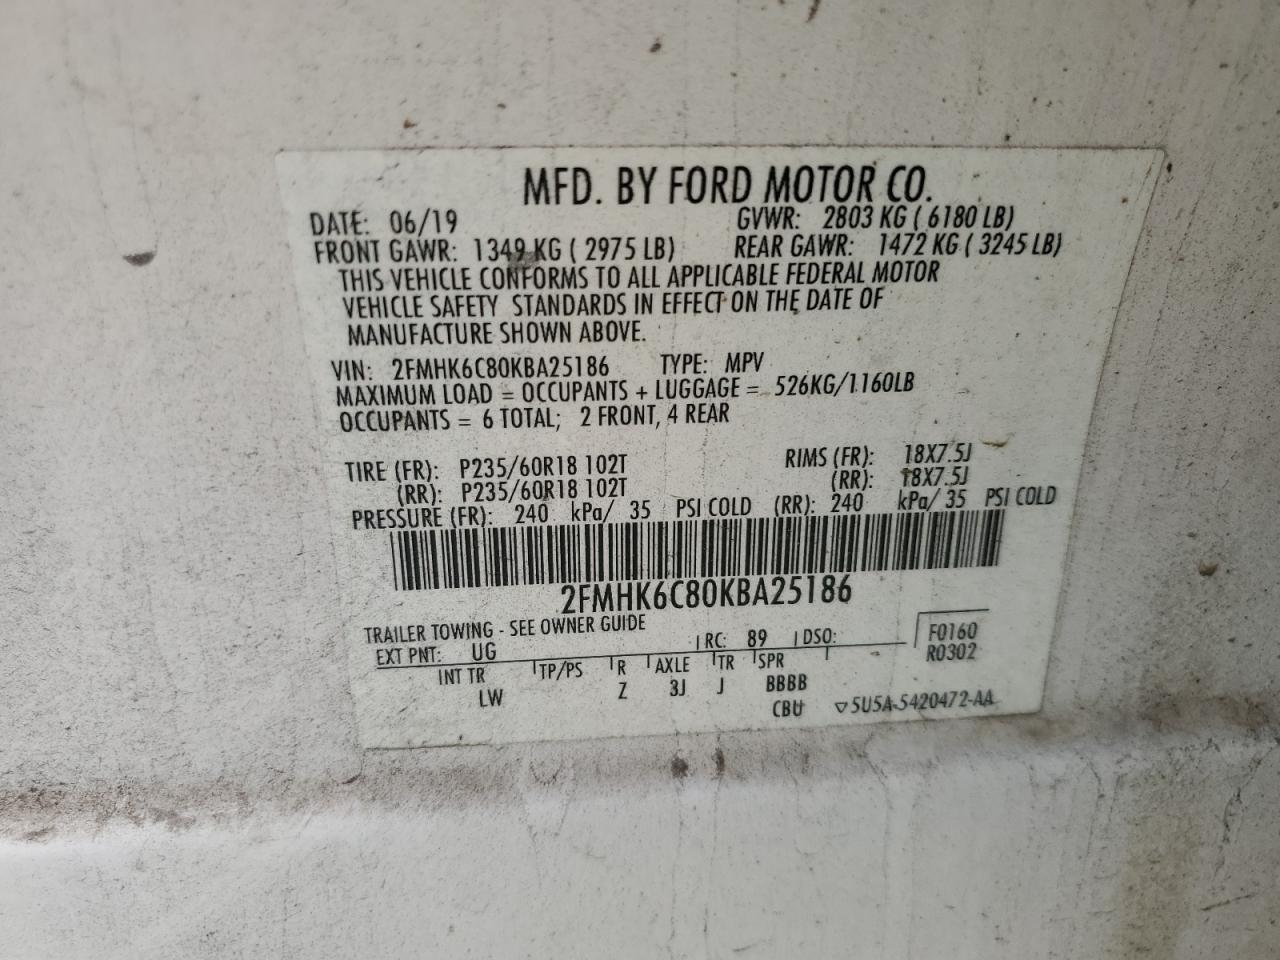 MFD. BY FORD MOTOR CO.
DATE: 06/19 GVWR: 2803 KG ( 6180 LB)
FRONT GAWR: 1349 KG ( 2975 LB) REAR GAWR: 1472 KG ( 3245 LB)
THIS VEHICLE CONFORMS TO ALL APPLICABLE FEDERAL MOTOR
VEHICLE SAFETY STANDARDS IN EFFECT ON THE DATE OF
MANUFACTURE SHOWN ABOVE.
VIN: 2FMHK6C80KBA25186 TYPE: MPV
MAXIMUM LOAD = OCCUPANTS + LUGGAGE = 526KG/1160LB
OCCUPANTS = 6 TOTAL; 2 FRONT, 4 REAR
TIRE (FR): P235/60R18 102T RIMS (FR): 18X7.5J
(RR): P235/60R18 102T (RR): 18X7.5J
PRESSURE (FR): 240 kPa/ 35 PSI COLD (RR): 240 kPa/ 35 PSI COLD
2FMHK6C80KBA25186
TRAILER TOWING - SEE OWNER GUIDE
EXT PNT: UG RC: 89 DSO: F0160
R0302
INT TR TP/PS R AXLE TR SPR
LW Z 3J J BBBB
CBU ▽5U5A-5420472-AA